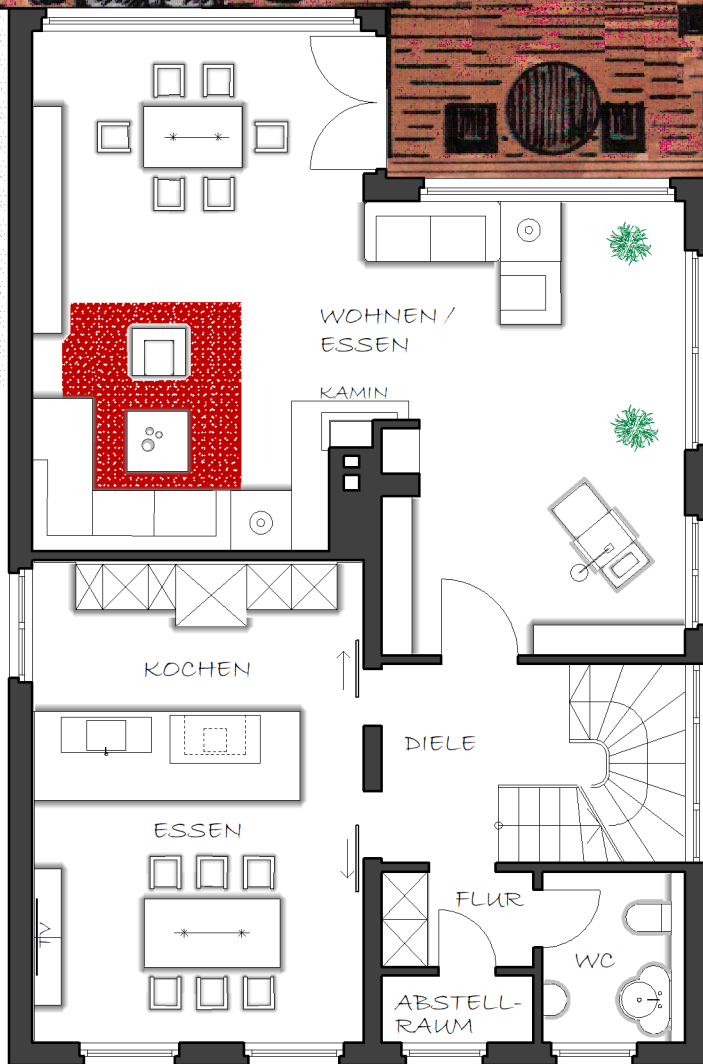 WOHNEN /
ESSEN
KAMIN
KOCHEN
DIELE
ESSEN
FLUR
TV
WC
ABSTELL-
RAUM